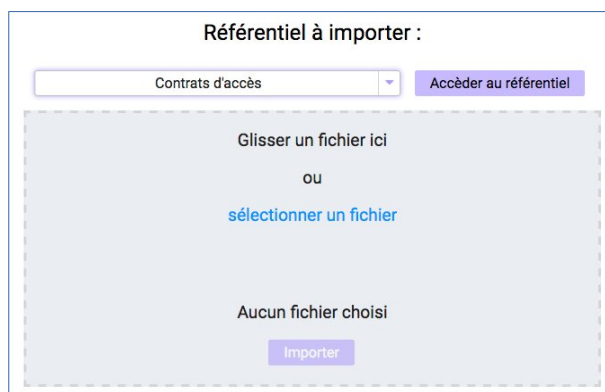 Référentiel à importer :
Contrats d'accès
Accèder au référentiel
Glisser un fichier ici
ou
sélectionner un fichier
Aucun fichier choisi
Importer